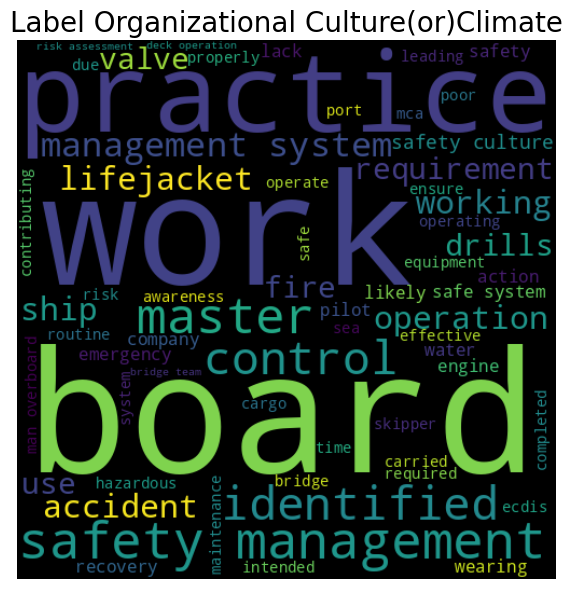 Label Organizational Culture(or)Climate
risk assessment deck operation
due valve properly lack leading safety
practice
port mca poor
management system safety culture
lifejacket operate requirement
ensure
contributing work safe working
operating
drills
equipment
action
risk awareness fire likely safe system
ship master pilot operation
sea
routine company effective
emergency control water
man overboard system bridge team engine
board
cargo
skipper
time completed
carried
use hazardous maintenance bridge required
accident identified ecdis
safety management
recovery intended wearing